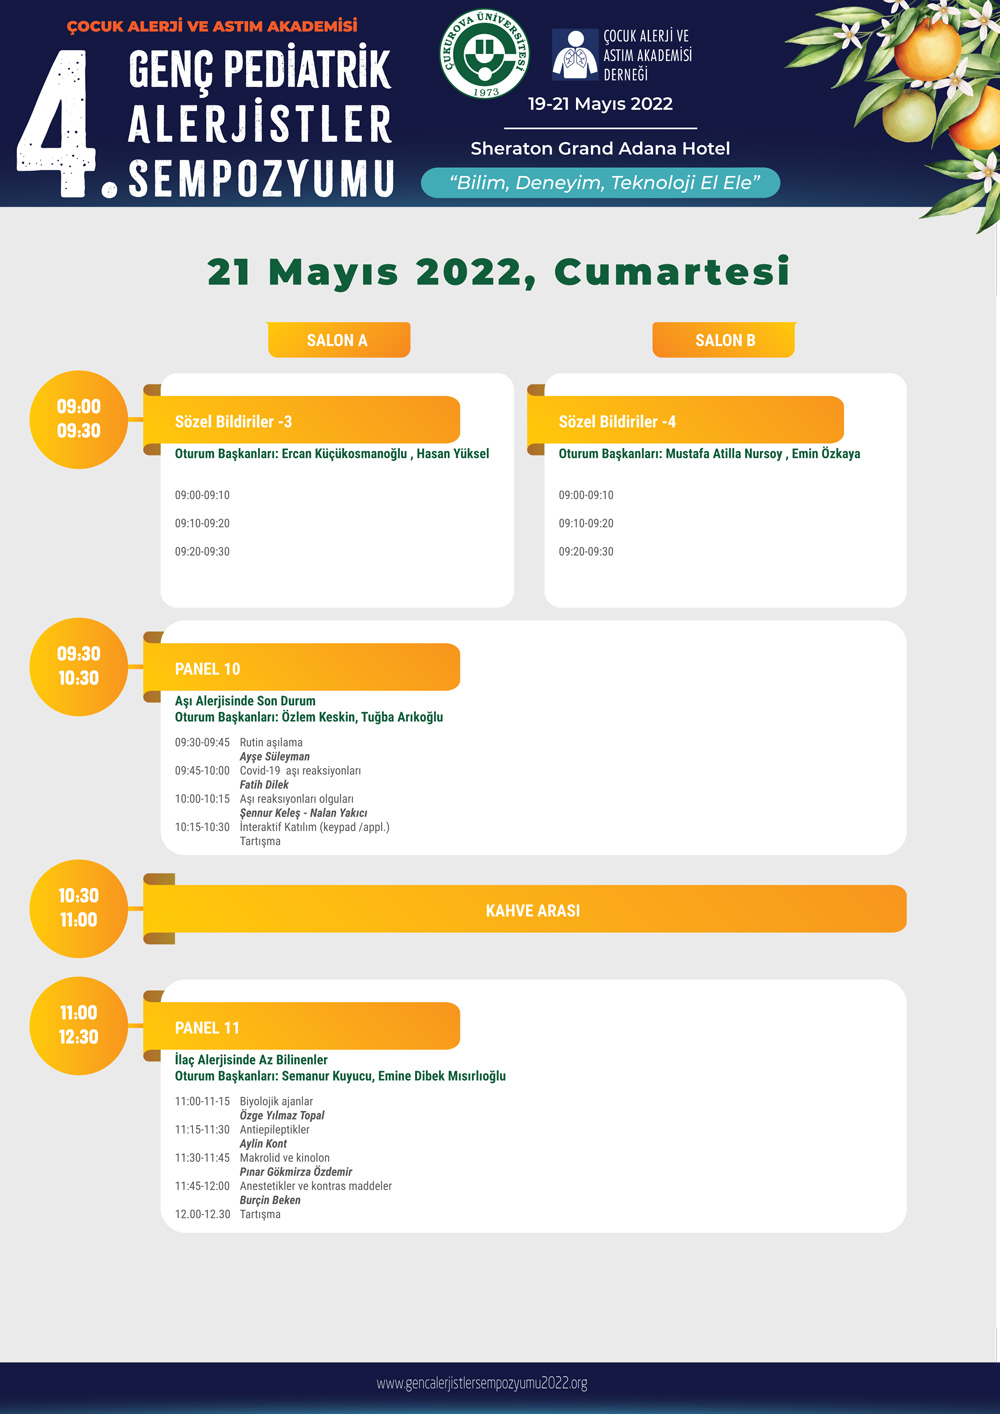 ÇOCUK ALERJİ VE ASTIM AKADEMİSİ
4. GENÇ PEDİATRİK
ALERJİSTLER
SEMPOZYUMU
ÇUKUROVA ÜNİVERSİTESİ
1973
ÇOCUK ALERJİ VE
ASTIM AKADEMİSİ
DERNEĞİ
19-21 Mayıs 2022
Sheraton Grand Adana Hotel
“Bilim, Deneyim, Teknoloji El Ele”
21 Mayıs 2022, Cumartesi
SALON A
SALON B
09:00
09:30
Sözel Bildiriler -3
Oturum Başkanları: Ercan Küçükosmanoğlu , Hasan Yüksel
09:00-09:10
09:10-09:20
09:20-09:30
Sözel Bildiriler -4
Oturum Başkanları: Mustafa Atilla Nursoy , Emin Özkaya
09:00-09:10
09:10-09:20
09:20-09:30
09:30
10:30
PANEL 10
Aşı Alerjisinde Son Durum
Oturum Başkanları: Özlem Keskin, Tuğba Arıkoğlu
09:30-09:45 Rutin aşılama
Ayşe Süleyman
09:45-10:00 Covid-19 aşı reaksiyonları
Fatih Dilek
10:00-10:15 Aşı reaksıyonları olguları
Şennur Keleş - Nalan Yakıcı
10:15-10:30 İnteraktif Katılım (keypad /appl.)
Tartışma
10:30
11:00
KAHVE ARASI
11:00
12:30
PANEL 11
İlaç Alerjisinde Az Bilinenler
Oturum Başkanları: Semanur Kuyucu, Emine Dibek Mısırlıoğlu
11:00-11-15 Biyolojik ajanlar
Özge Yılmaz Topal
11:15-11:30 Antiepileptikler
Aylin Kont
11:30-11:45 Makrolid ve kinolon
Pınar Gökmirza Özdemir
11:45-12:00 Anestetikler ve kontras maddeler
Burçin Beken
12.00-12.30 Tartışma
www.gencalerjistlersempozyumu2022.org